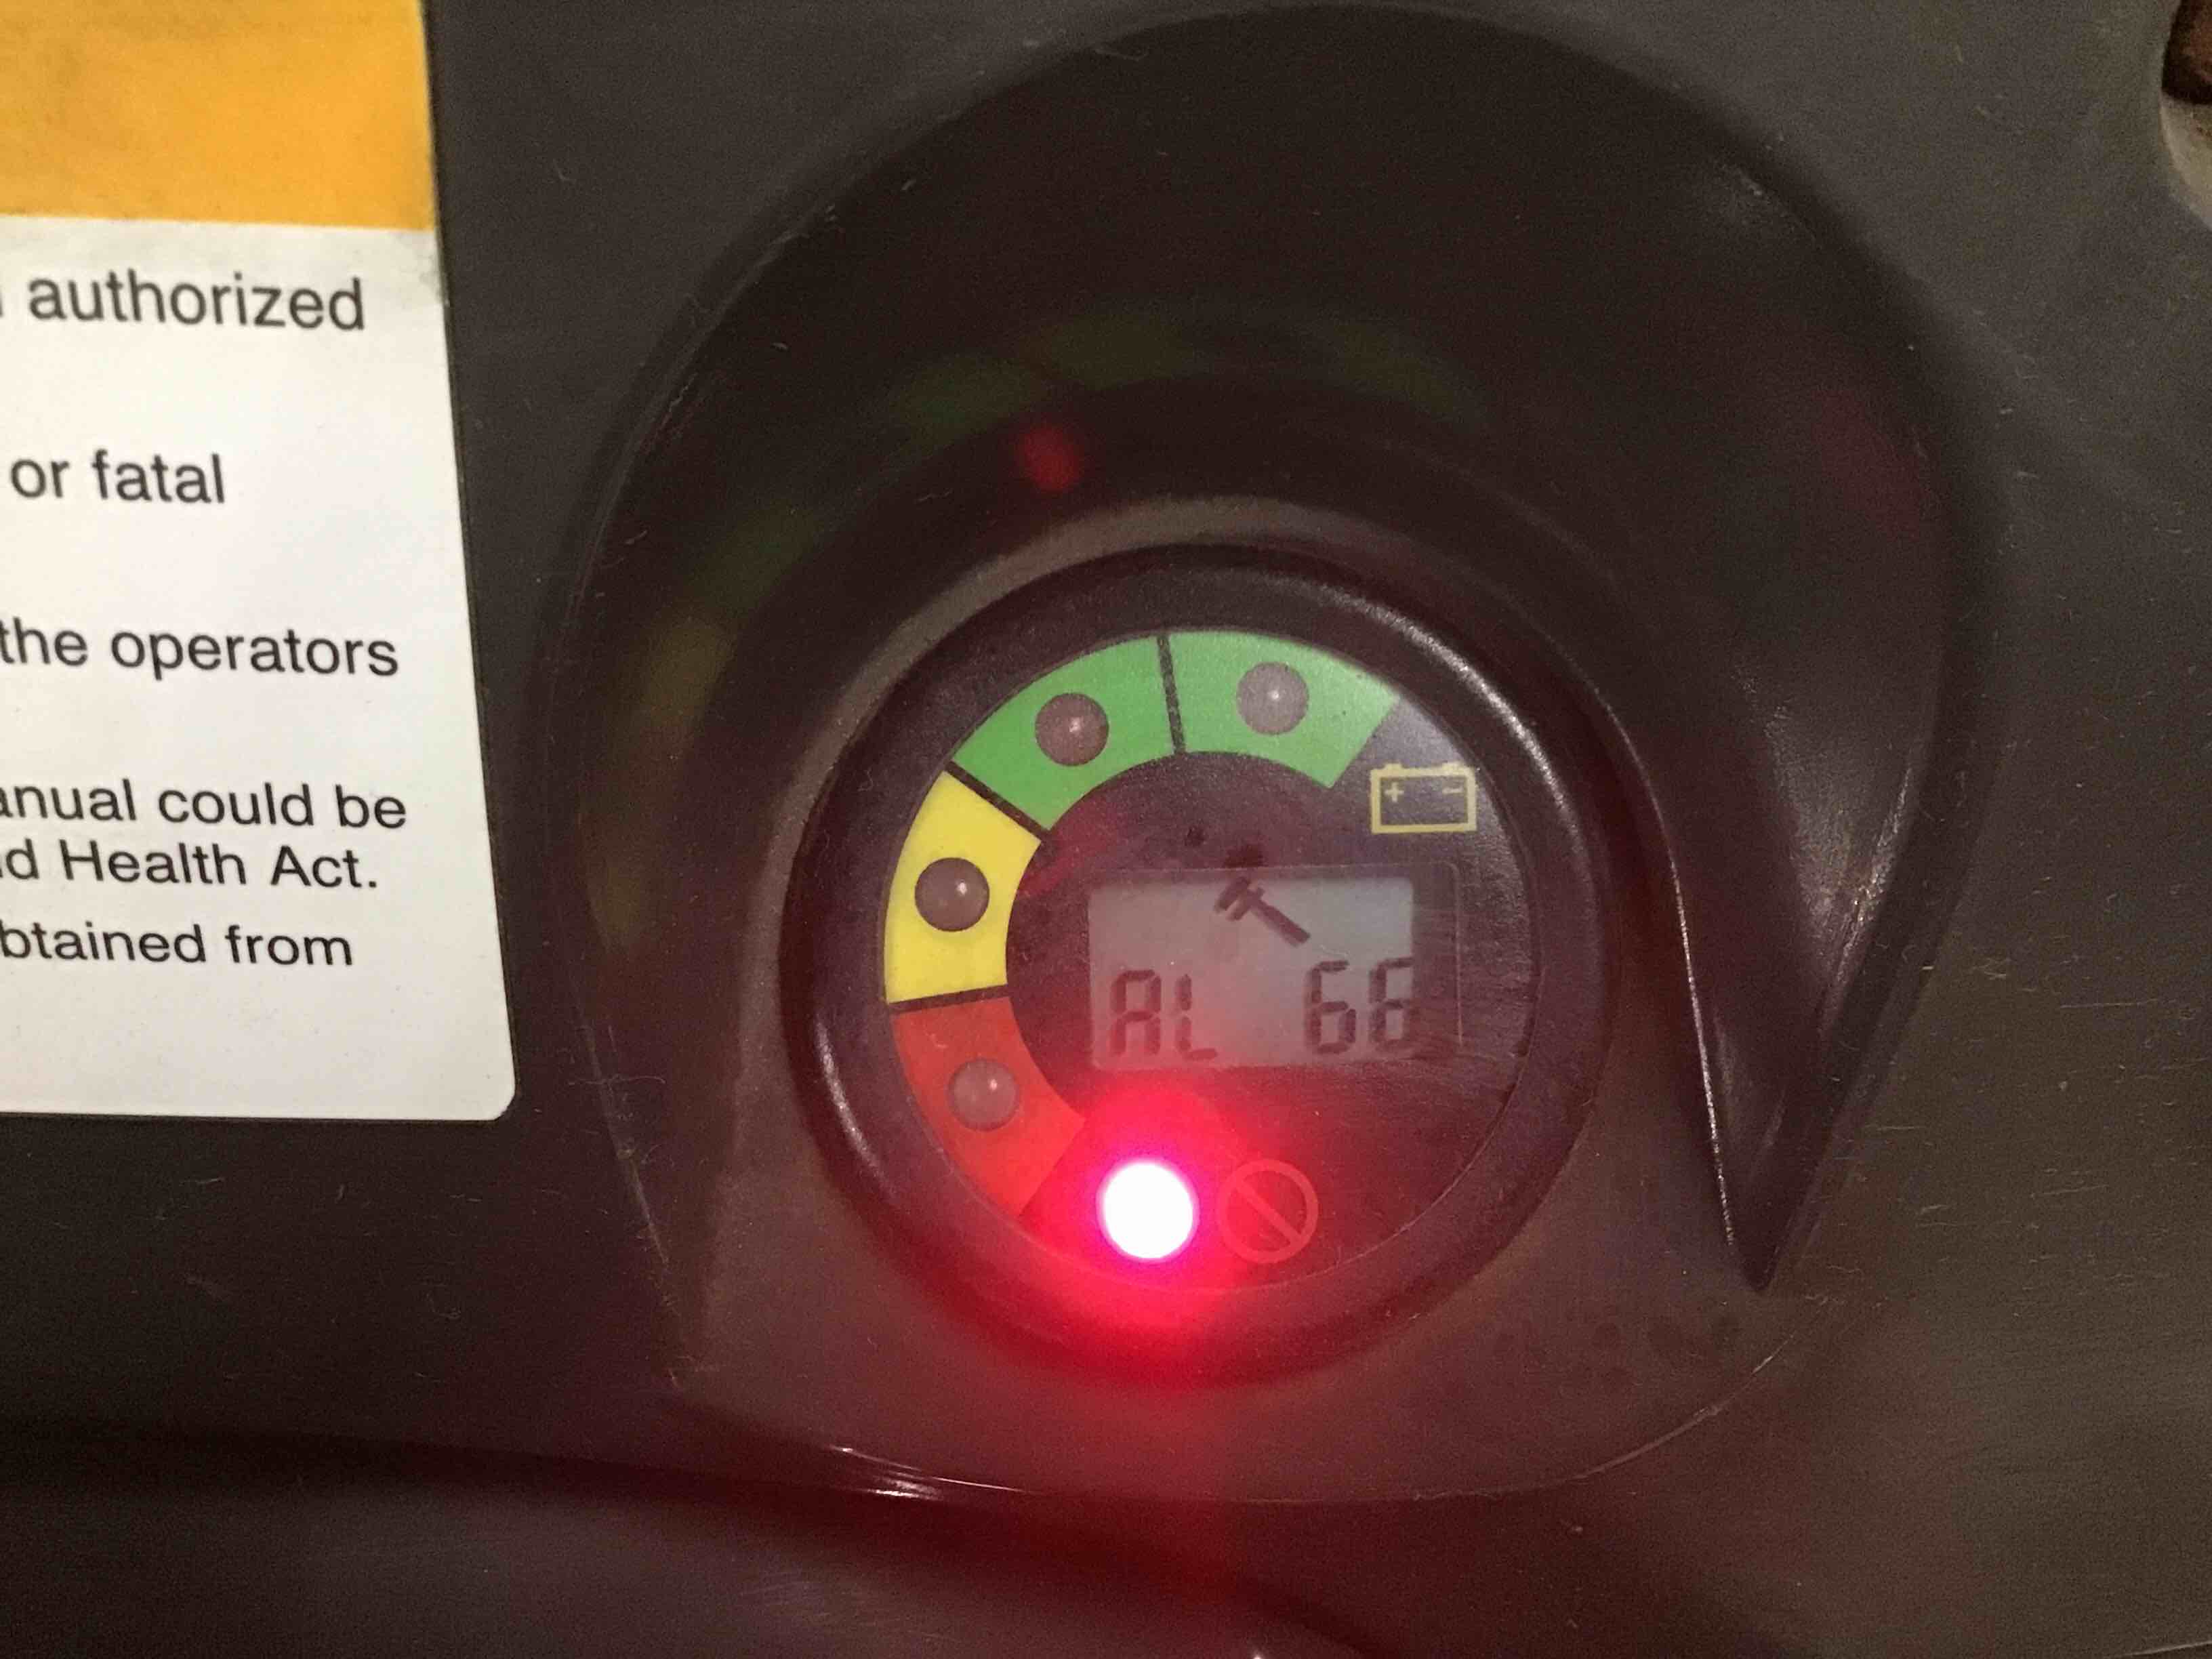 authorized
or fatal
the operators
anual could be
d Health Act.
btained from
+ -
AL 66